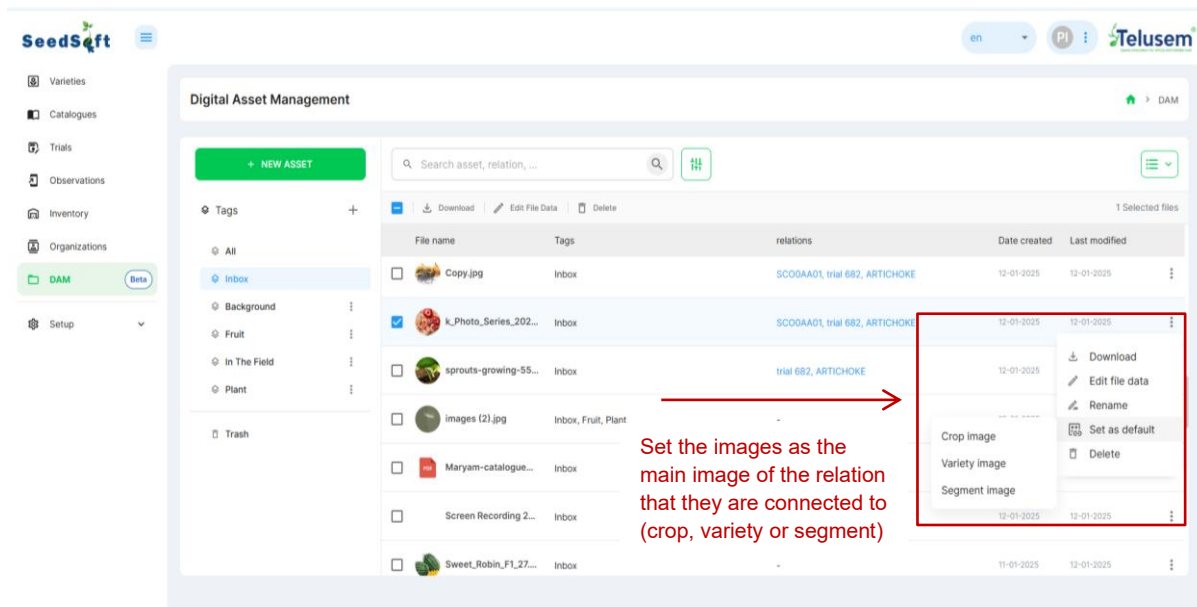 SeedSoft
en
PI
Telusem
Varieties
Catalogues
Trials
Observations
Inventory
Organizations
DAM Beta
Setup
Digital Asset Management
> DAM
+ NEW ASSET
Tags +
All
Inbox
Background
Fruit
In The Field
Plant
Trash
Search asset, relation, ...
Download Edit File Data Delete 1 Selected files
File name Tags relations Date created Last modified
Copy.jpg Inbox SCO0AA01, trial 682, ARTICHOKE 12-01-2025 12-01-2025
k_Photo_Series_202... Inbox SCO0AA01, trial 682, ARTICHOKE 12-01-2025 12-01-2025
sprouts-growing-55... Inbox trial 682, ARTICHOKE 12-01-2025
images (2).jpg Inbox, Fruit, Plant -
PDF Maryam-catalogue... Inbox
Screen Recording 2... Inbox 12-01-2025 12-01-2025
Sweet_Robin_F1_27.... Inbox - 11-01-2025 12-01-2025
Download
Edit file data
Rename
Set as default
Delete
Crop image
Variety image
Segment image
Set the images as the
main image of the relation
that they are connected to
(crop, variety or segment)